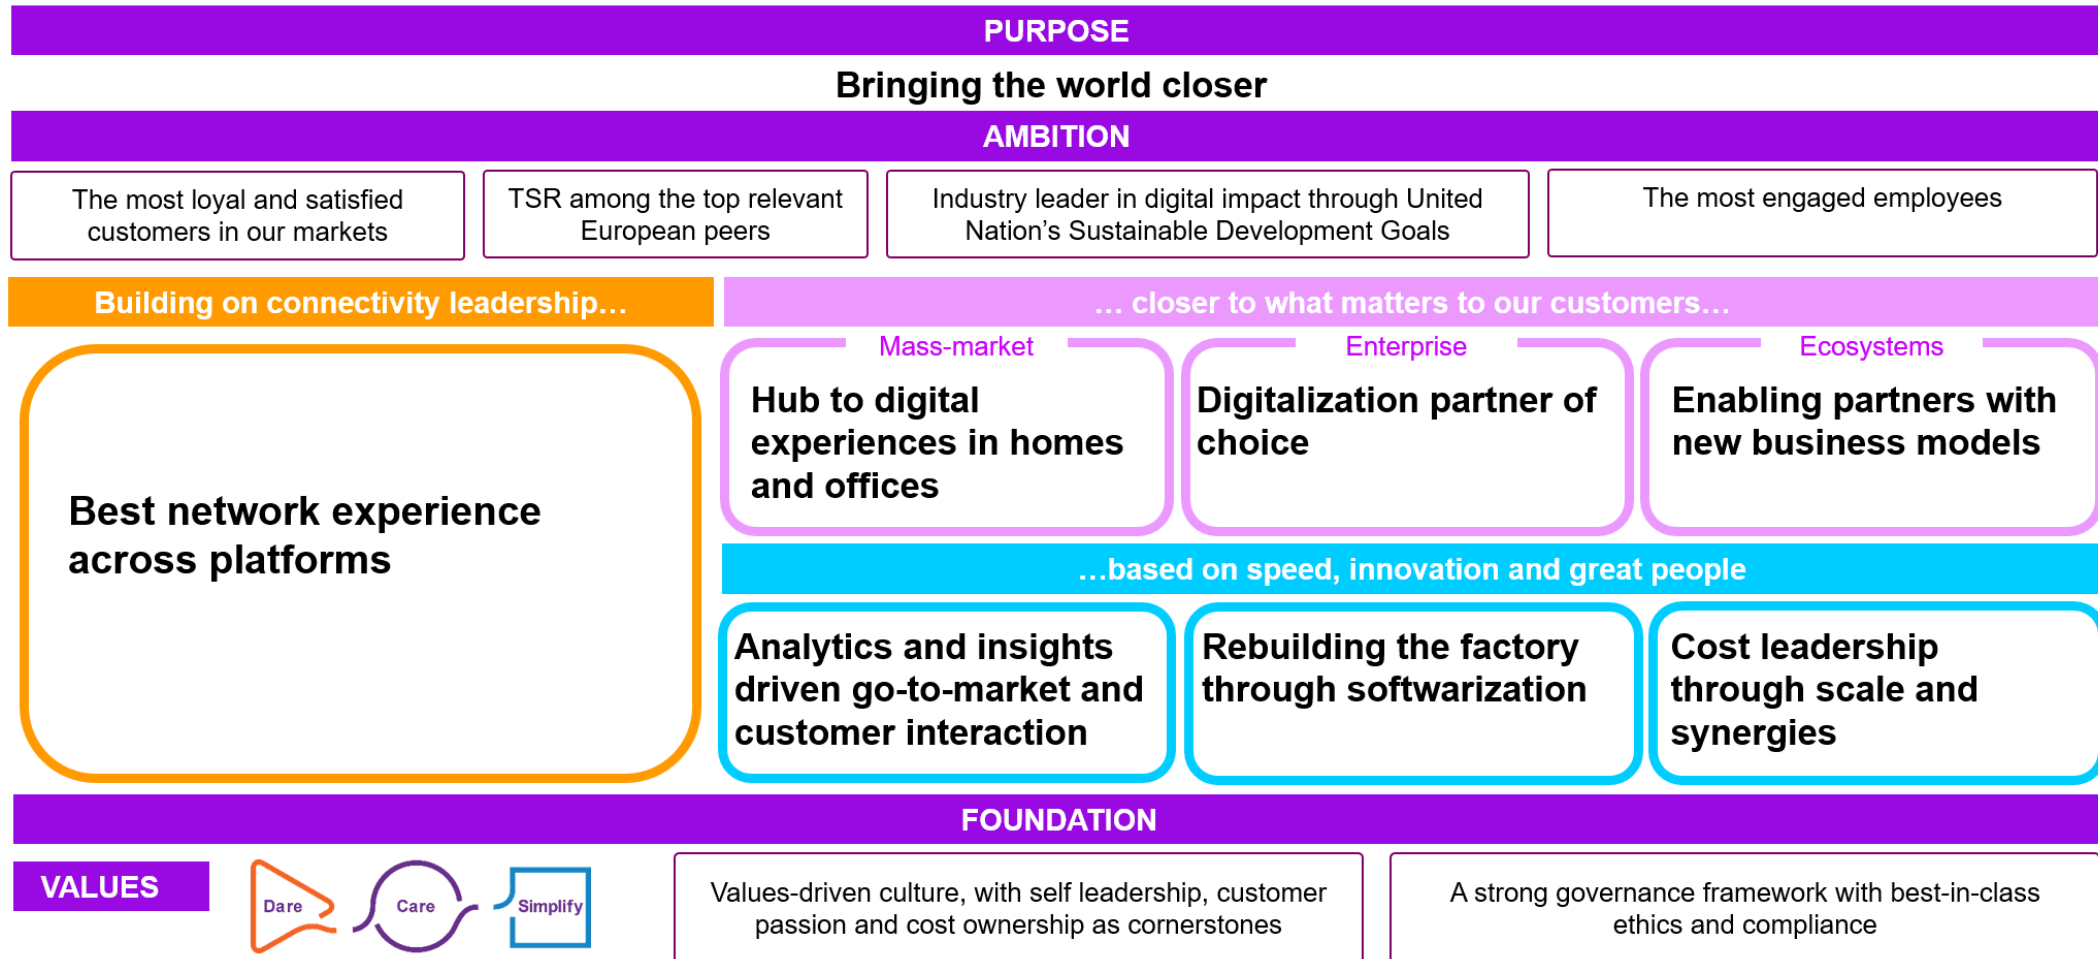 PURPOSE
Bringing the world closer
AMBITION
The most loyal and satisfied
customers in our markets
TSR among the top relevant
European peers
Industry leader in digital impact through United
Nation’s Sustainable Development Goals
The most engaged employees
Building on connectivity leadership…
Best network experience
across platforms
… closer to what matters to our customers…
Mass-market
Hub to digital
experiences in homes
and offices
Enterprise
Digitalization partner of
choice
Ecosystems
Enabling partners with
new business models
…based on speed, innovation and great people
Analytics and insights
driven go-to-market and
customer interaction
Rebuilding the factory
through softwarization
Cost leadership
through scale and
synergies
FOUNDATION
VALUES
Dare
Care
Simplify
Values-driven culture, with self leadership, customer
passion and cost ownership as cornerstones
A strong governance framework with best-in-class
ethics and compliance